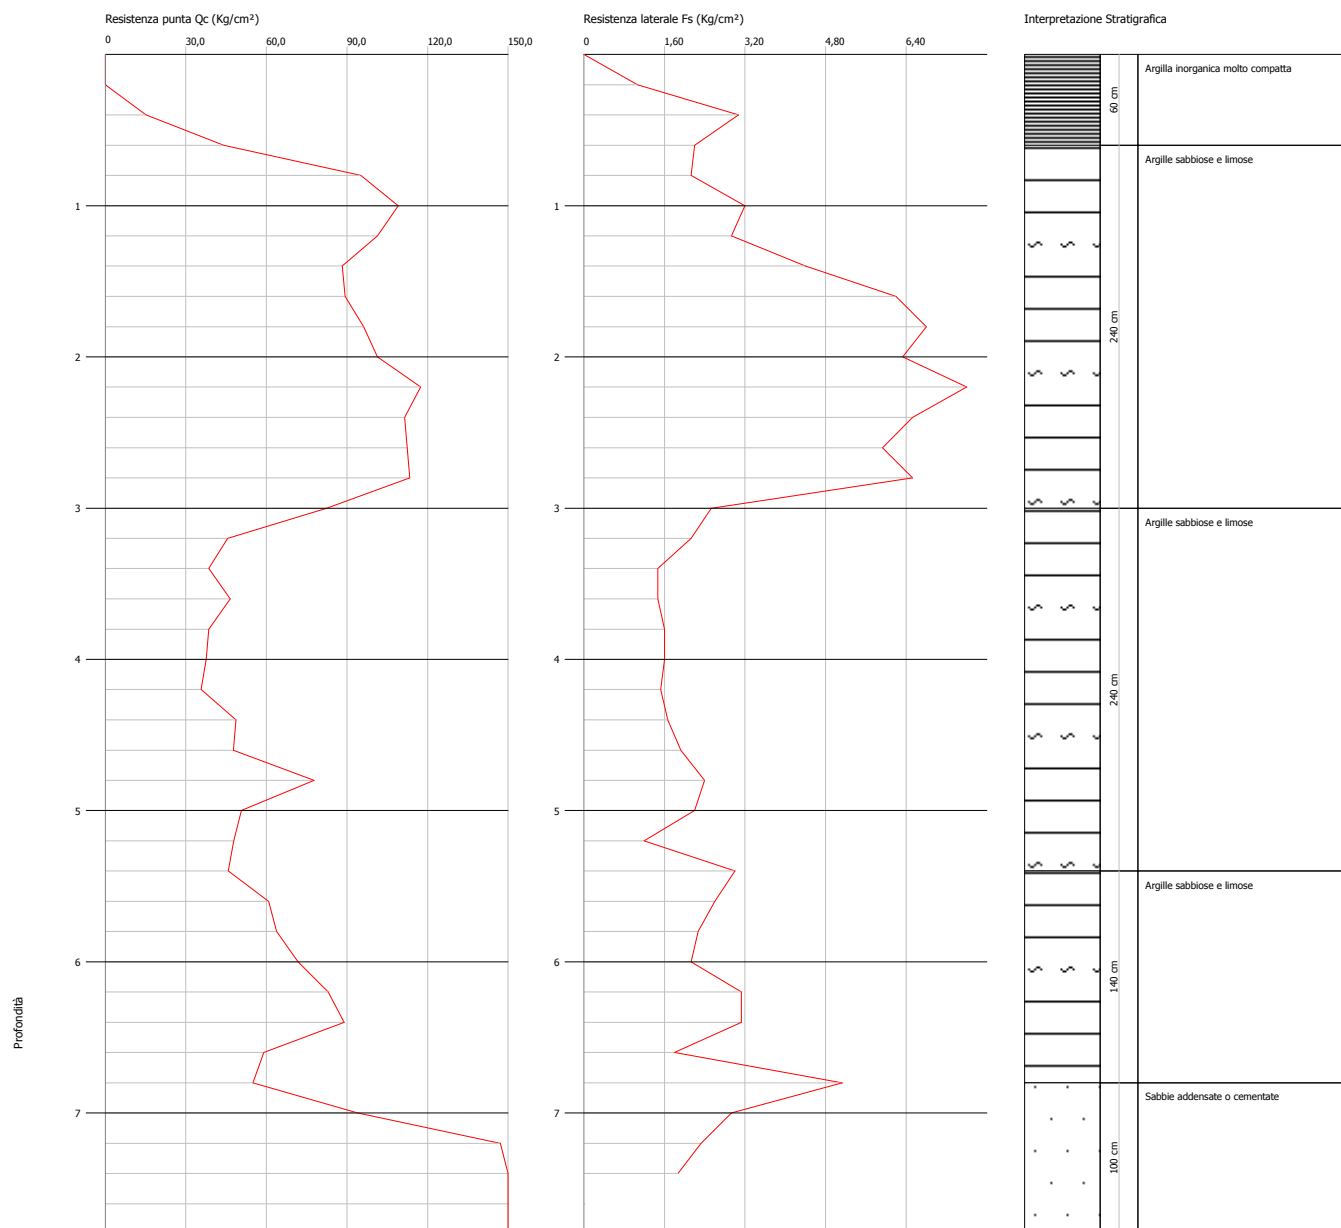 Resistenza punta Qc (Kg/cm²)
0 30,0 60,0 90,0 120,0 150,0
Resistenza laterale Fs (Kg/cm²)
0 1,60 3,20 4,80 6,40
Interpretazione Stratigrafica
Argilla inorganica molto compatta
60 cm
Argille sabbiose e limose
240 cm
Argille sabbiose e limose
240 cm
Argille sabbiose e limose
140 cm
Sabbie addensate o cementate
100 cm
1 1
2 2
3 3
4 4
5 5
6 6
7 7
Profondità